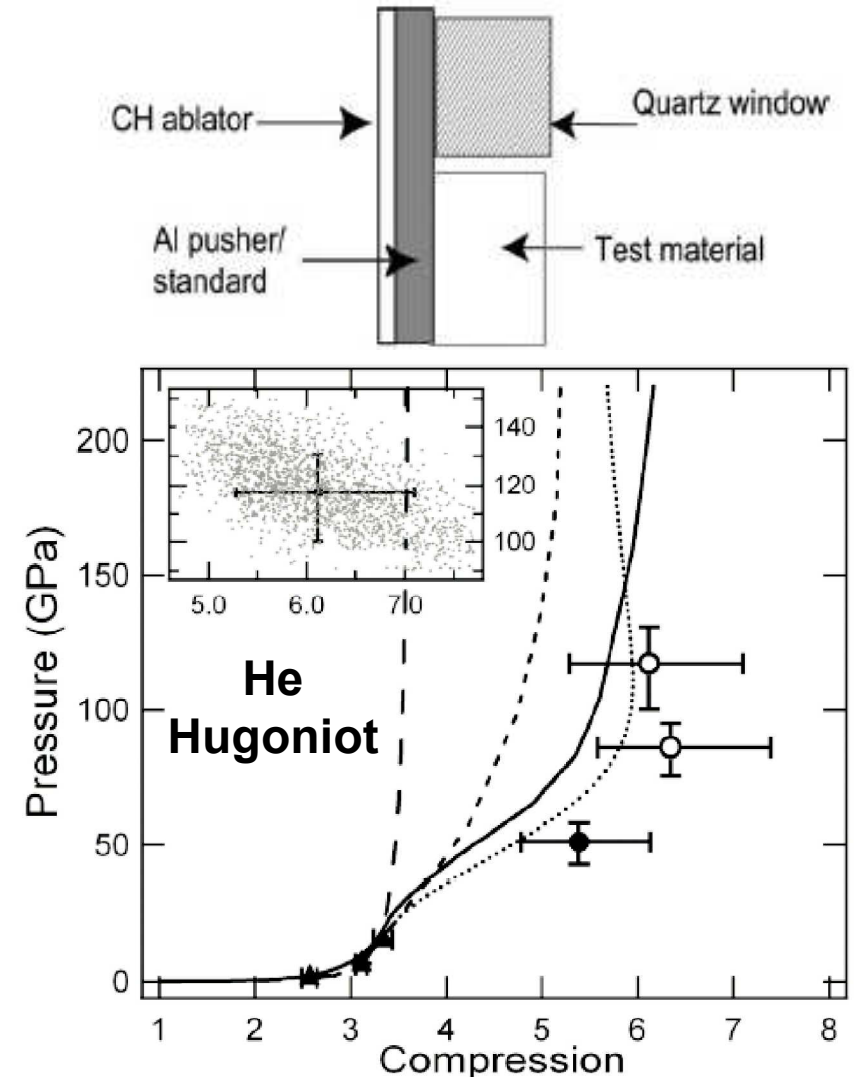 CH ablator
Quartz window
Al pusher/
standard
Test material
200
150
100
50
0
Pressure (GPa)
140
120
100
5.0 6.0 7.0
He
Hugoniot
1 2 3 4 5 6 7 8
Compression